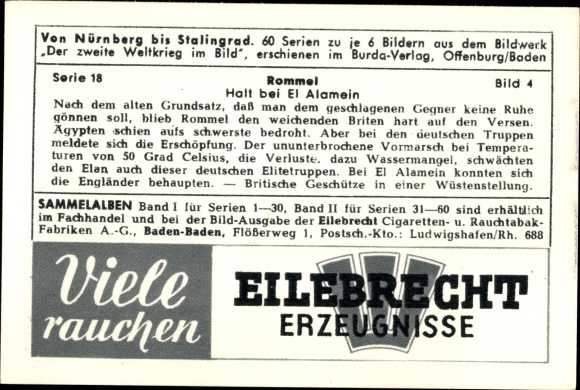 Von Nürnberg bis Stalingrad. 60 Serien zu je 6 Bildern aus dem Bildwerk
„Der zweite Weltkrieg im Bild“, erschienen im Burda-Verlag, Offenburg/Baden
Serie 18 Rommel Bild 4
Halt bei El Alamein
Nach dem alten Grundsatz, daß man dem geschlagenen Gegner keine Ruhe
gönnen soll, blieb Rommel den weichenden Briten hart auf den Versen.
Ägypten schien aufs schwerste bedroht. Aber bei den deutschen Truppen
meldete sich die Erschöpfung. Der ununterbrochene Vormarsch bei Tempera-
turen von 50 Grad Celsius, die Verluste, dazu Wassermangel, schwächten
den Elan auch dieser deutschen Elitetruppen. Bei El Alamein konnten sich
die Engländer behaupten. — Britische Geschütze in einer Wüstenstellung.
SAMMELALBEN Band I für Serien 1—30, Band II für Serien 31—60 sind erhältlich
im Fachhandel und bei der Bild-Ausgabe der Eilebrecht Cigaretten- u. Rauchtabak-
Fabriken A.-G., Baden-Baden, Flößerweg 1, Postsch.-Kto.: Ludwigshafen/Rh. 688
Viele
rauchen
EILEBRECHT
ERZEUGNISSE